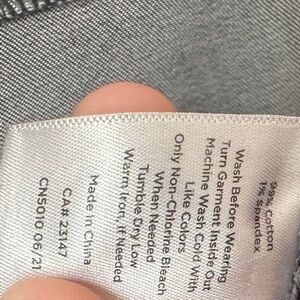 99% Cotton
1% Spandex
Wash Before Wearing
Turn Garment Inside Out
Machine Wash Cold With
Like Colors
Only Non-Chlorine Bleach
When Needed
Tumble Dry Low
Warm Iron, If Needed
Made In China
CA# 23147
CN5010 06/21